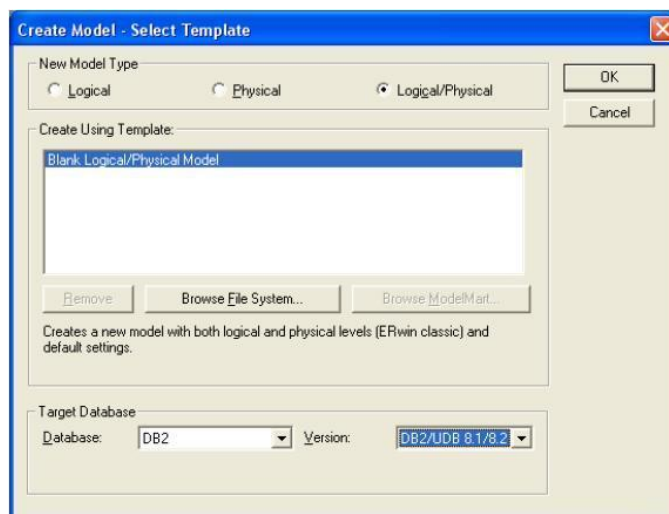 Create Model - Select Template
New Model Type
Logical
Physical
Logical/Physical
OK
Cancel
Create Using Template:
Blank Logical/Physical Model
Remove
Browse File System...
Browse ModelMart...
Creates a new model with both logical and physical levels (ERwin classic) and
default settings.
Target Database
Database: DB2 Version: DB2/UDB 8.1/8.2